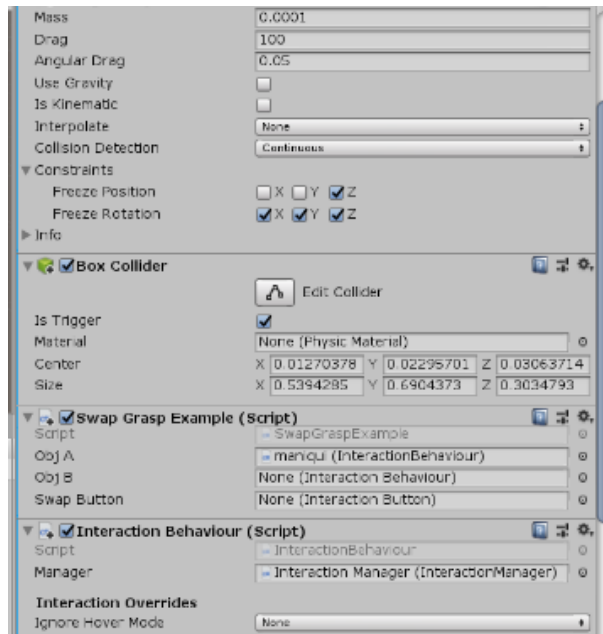 Mass 0.0001
Drag 100
Angular Drag 0.05
Use Gravity
Is Kinematic
Interpolate None
Collision Detection Continuous
Constraints
Freeze Position X Y Z
Freeze Rotation X Y Z
Info
Box Collider
Edit Collider
Is Trigger
Material None (Physic Material)
Center X 0.01270378 Y 0.02295701 Z 0.03063714
Size X 0.5394285 Y 0.6904373 Z 0.3034793
Swap Grasp Example (Script)
Script SwapGraspExample
Obj A maniqui (InteractionBehaviour)
Obj B None (Interaction Behaviour)
Swap Button None (Interaction Button)
Interaction Behaviour (Script)
Script InteractionBehaviour
Manager Interaction Manager (InteractionManager)
Interaction Overrides
Ignore Hover Mode None